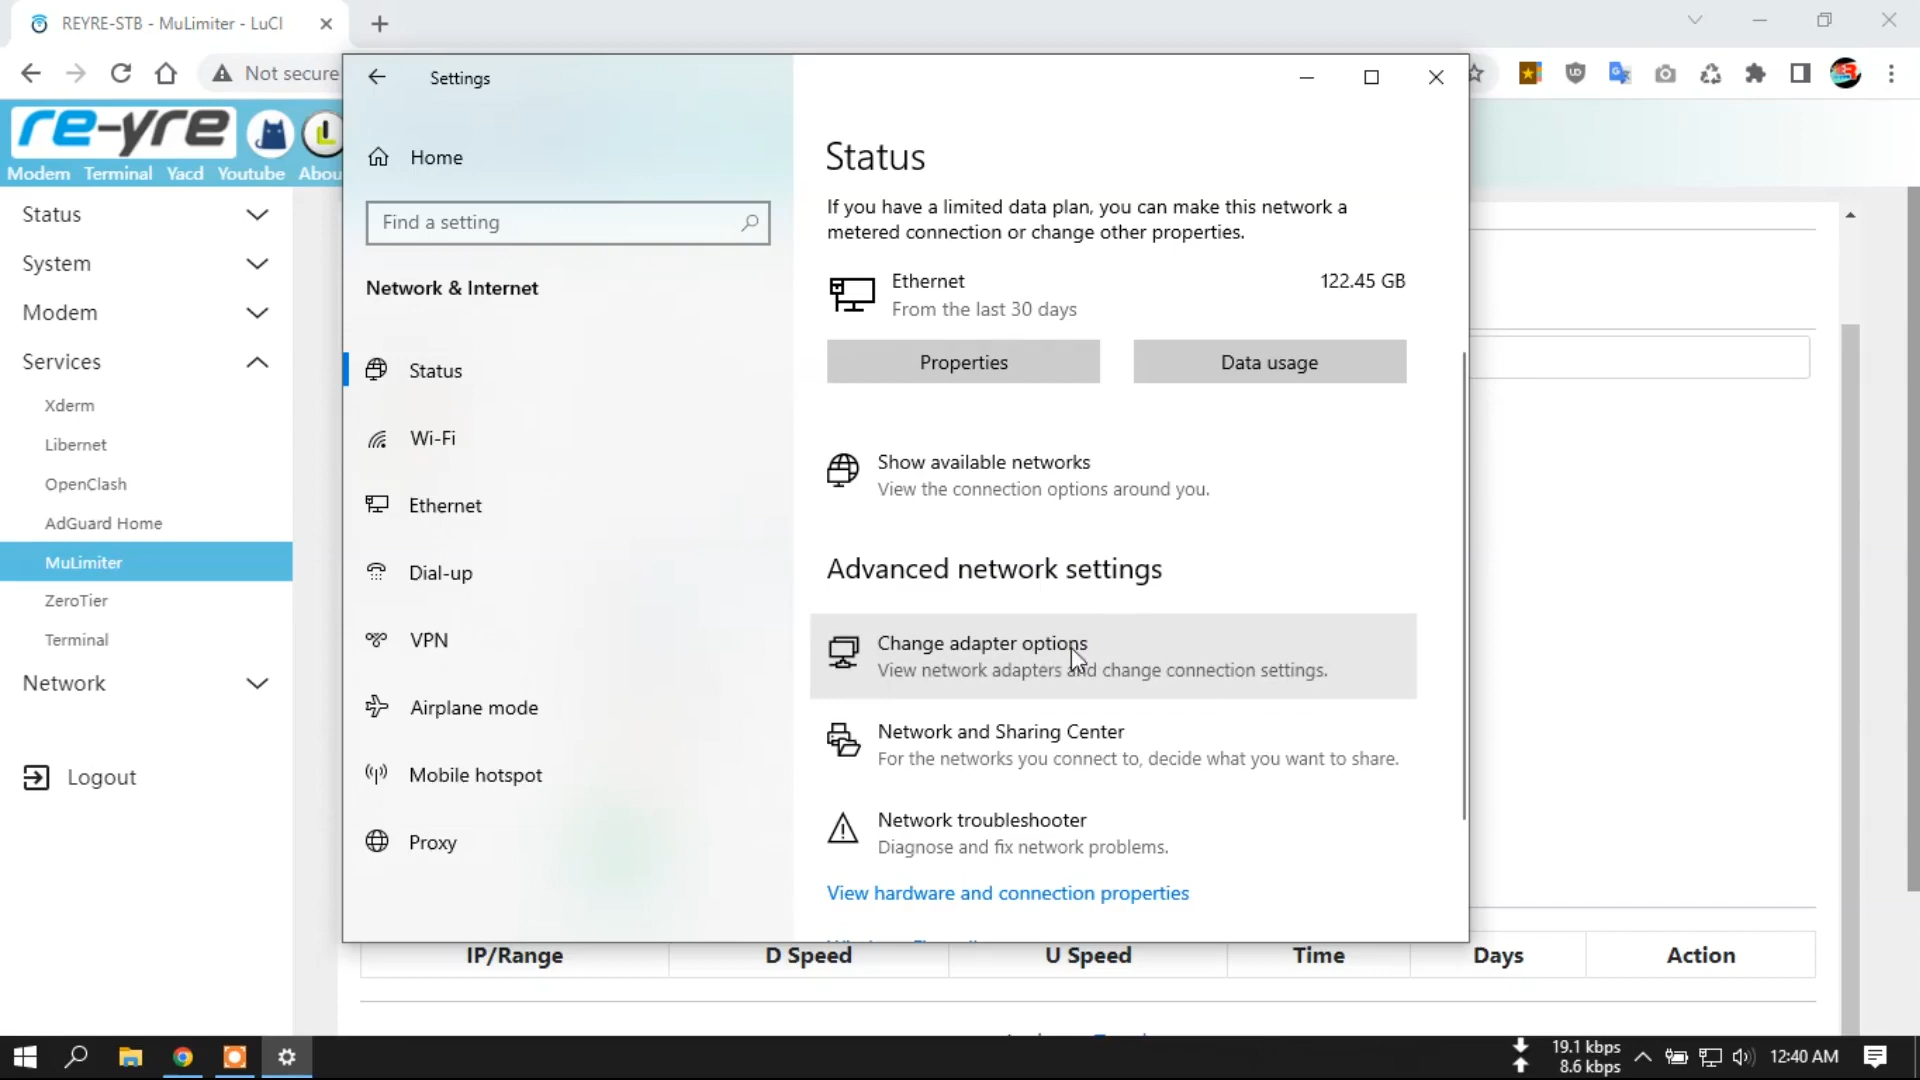 REYRE-STB - MuLimiter - LuCI
Not secure
re-yre
Modem Terminal Yacd Youtube Abou
Status
System
Modem
Services
Xderm
Libernet
OpenClash
AdGuard Home
MuLimiter
ZeroTier
Terminal
Network
Logout
Settings
Home
Find a setting
Network & Internet
Status
Wi-Fi
Ethernet
Dial-up
VPN
Airplane mode
Mobile hotspot
Proxy
Status
If you have a limited data plan, you can make this network a
metered connection or change other properties.
Ethernet
122.45 GB
From the last 30 days
Properties
Data usage
Show available networks
View the connection options around you.
Advanced network settings
Change adapter options
View network adapters and change connection settings.
Network and Sharing Center
For the networks you connect to, decide what you want to share.
Network troubleshooter
Diagnose and fix network problems.
View hardware and connection properties
IP/Range D Speed U Speed Time Days Action
19.1 kbps
8.6 kbps
12:40 AM